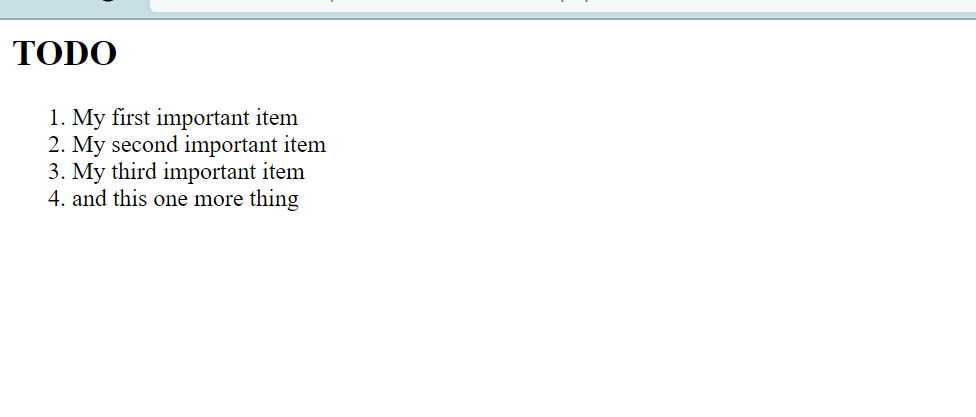 TODO
1. My first important item
2. My second important item
3. My third important item
4. and this one more thing